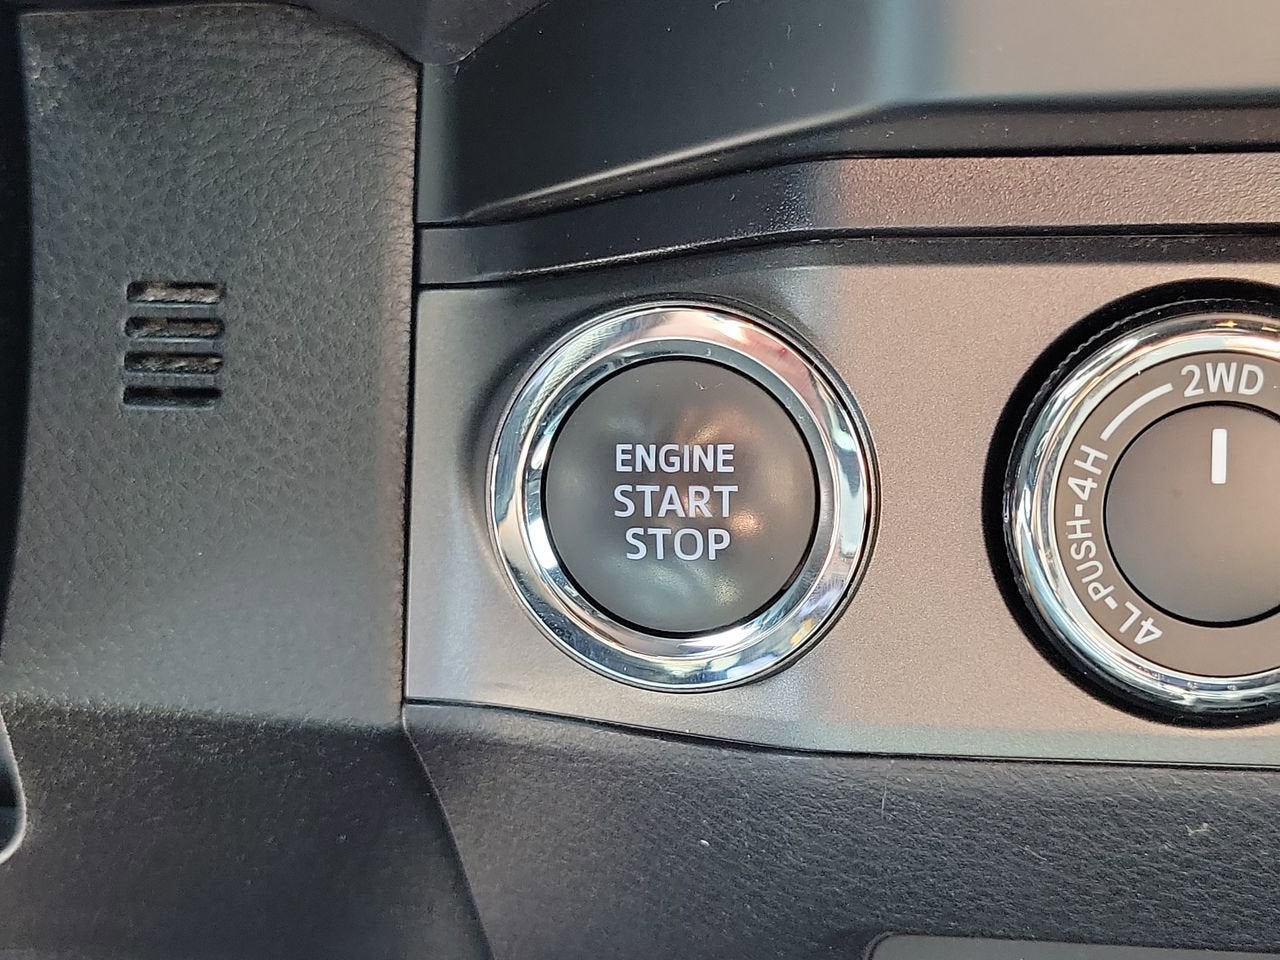 ENGINE
START
STOP
2WD
4L-PUSH-4H